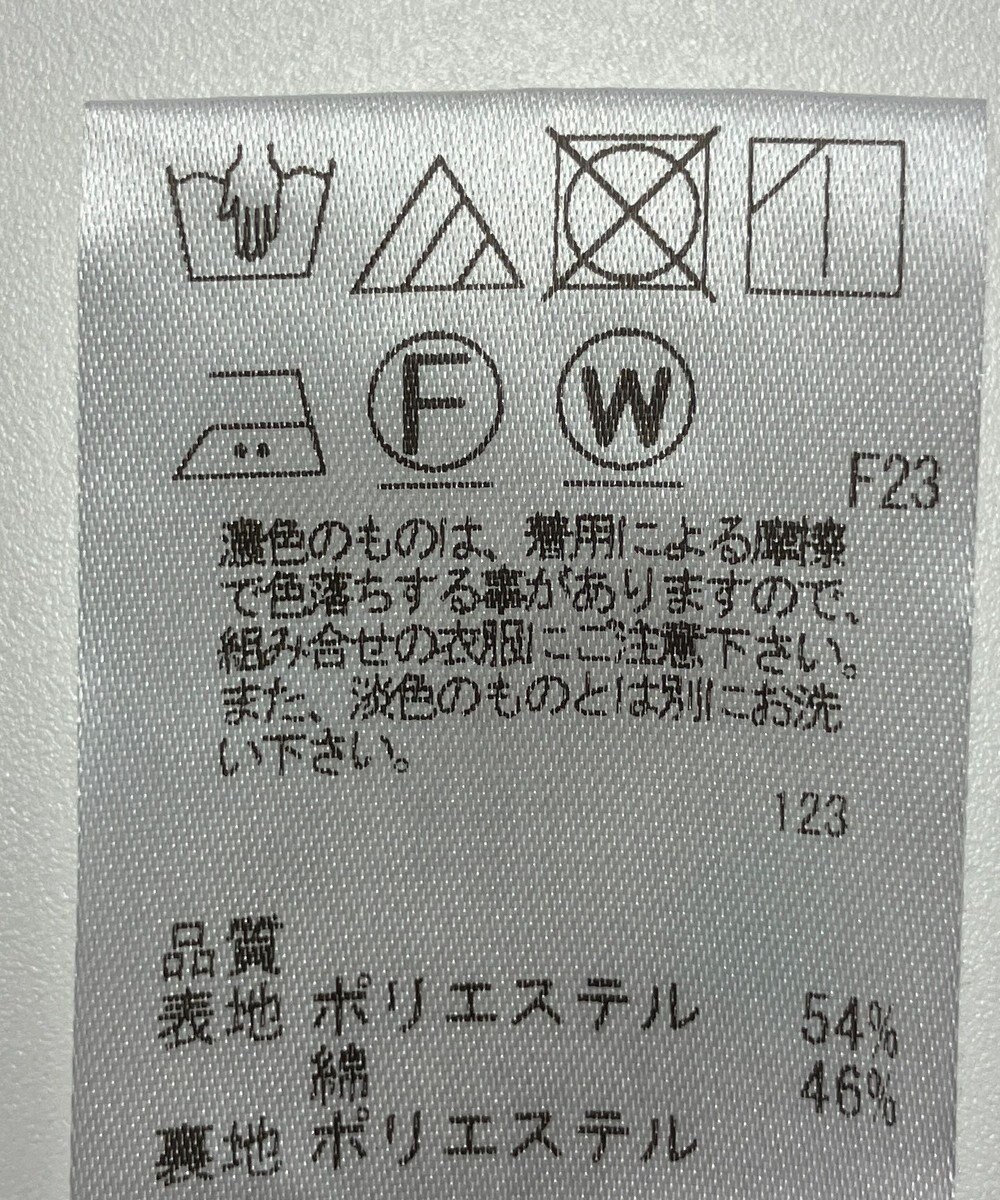 F
W
F23
濃色のものは、着用による摩擦
で色落ちする事がありますので、
組み合せの衣服にご注意下さい。
また、淡色のものとは別にお洗
い下さい。
123
品質
表地 ポリエステル 54%
綿 46%
裏地 ポリエステル